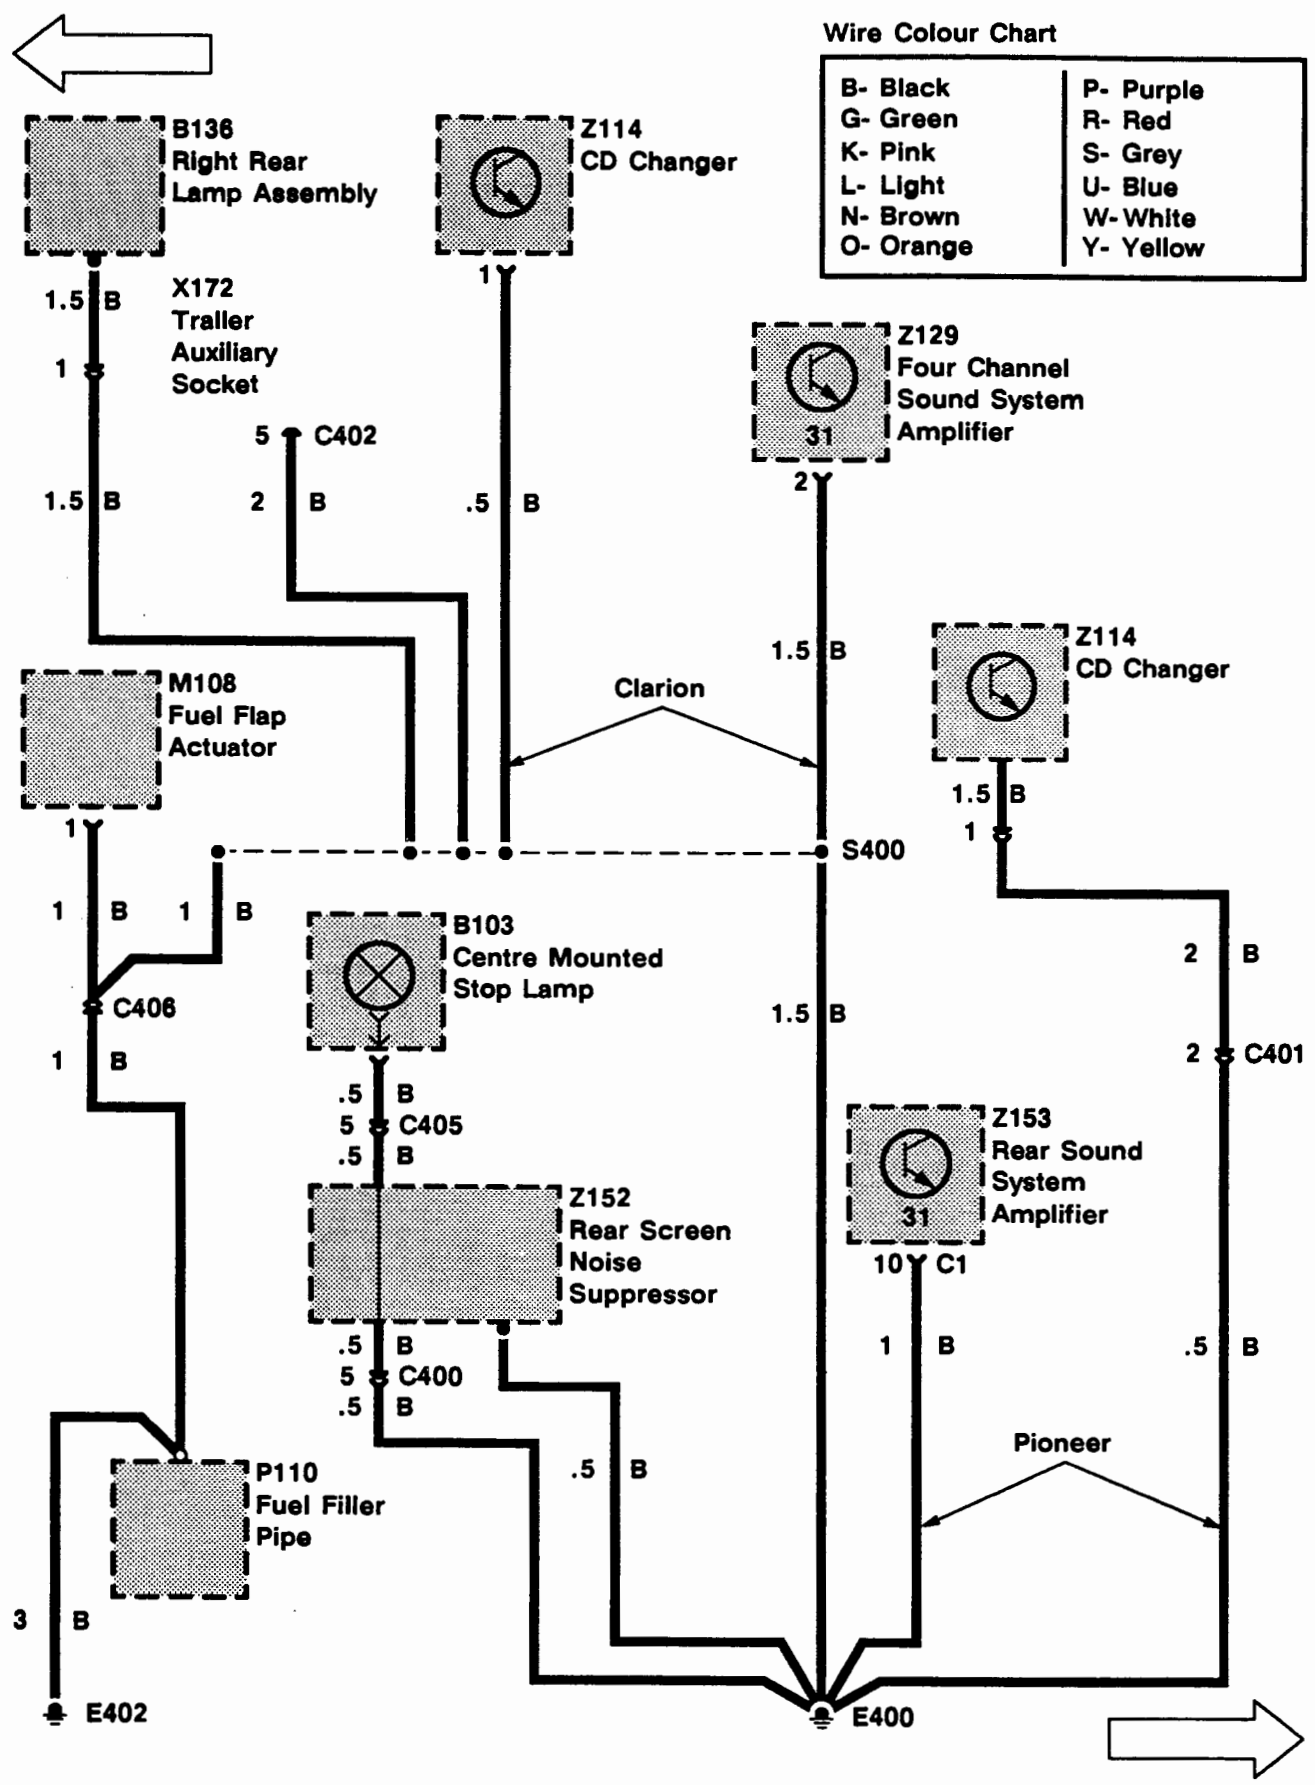 Wire Colour Chart
B- Black
G- Green
K- Pink
L- Light
N- Brown
O- Orange
P- Purple
R- Red
S- Grey
U- Blue
W- White
Y- Yellow
B136
Right Rear
Lamp Assembly
Z114
CD Changer
1
1.5 B
X172
Trailer
Auxiliary
Socket
1
Z129
Four Channel
Sound System
Amplifier
31
2
5 C402
1.5 B
2 B
.5 B
1.5 B
Z114
CD Changer
M108
Fuel Flap
Actuator
Clarion
1.5 B
1
1
S400
1 B
1 B
B103
Centre Mounted
Stop Lamp
2 B
C406
1.5 B
1 B
2 C401
.5 B
5 C405
.5 B
Z153
Rear Sound
System
Amplifier
31
Z152
Rear Screen
Noise
Suppressor
10 C1
.5 B
5 C400
.5 B
1 B
.5 B
Pioneer
.5 B
P110
Fuel Filler
Pipe
3 B
E402
E400